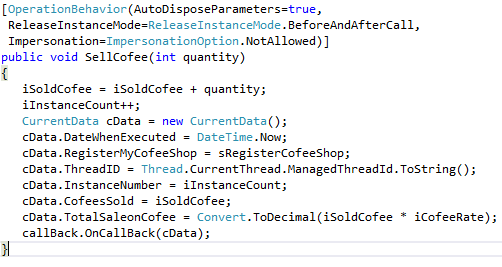 [OperationBehavior(AutoDisposeParameters=true,
ReleaseInstanceMode=ReleaseInstanceMode.BeforeAndAfterCall,
Impersonation=ImpersonationOption.NotAllowed)]
public void SellCofee(int quantity)
{
iSoldCofee = iSoldCofee + quantity;
iInstanceCount++;
CurrentData cData = new CurrentData();
cData.DateWhenExecuted = DateTime.Now;
cData.RegisterMyCofeeShop = sRegisterCofeeShop;
cData.ThreadID = Thread.CurrentThread.ManagedThreadId.ToString();
cData.InstanceNumber = iInstanceCount;
cData.CofeesSold = iSoldCofee;
cData.TotalSaleonCofee = Convert.ToDecimal(iSoldCofee * iCofeeRate);
callBack.OnCallBack(cData);
}